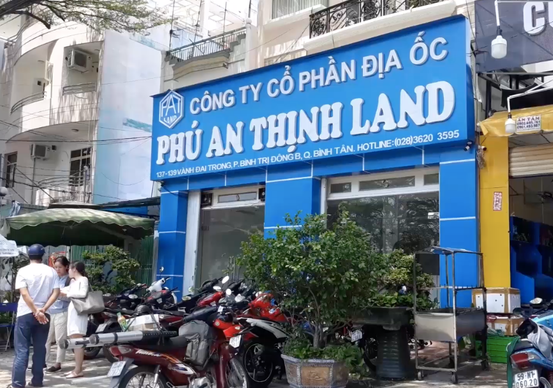 CÔNG TY CỔ PHẦN ĐỊA ỐC
PHÚ AN THỊNH LAND
137-139 VÀNH ĐAI TRONG, P. BÌNH TRỊ ĐÔNG B, Q. BÌNH TÂN. HOTLINE: (028)3620 3595